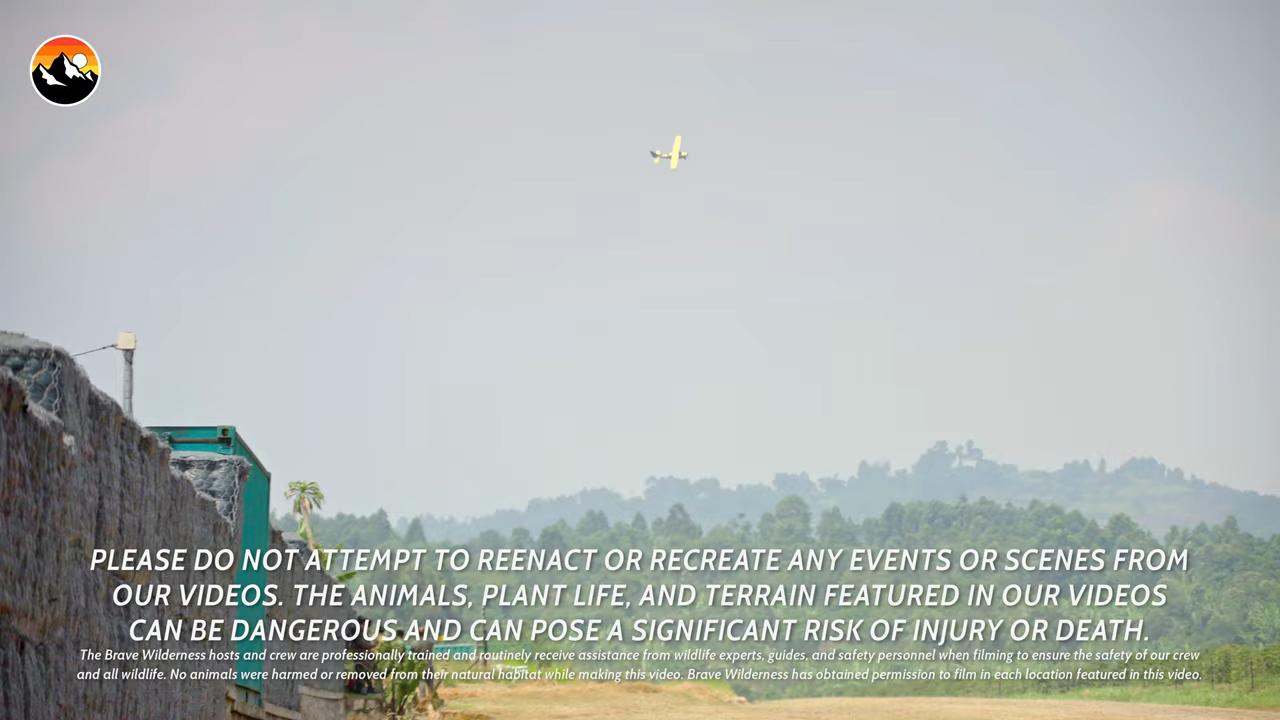 PLEASE DO NOT ATTEMPT TO REENACT OR RECREATE ANY EVENTS OR SCENES FROM
OUR VIDEOS. THE ANIMALS, PLANT LIFE, AND TERRAIN FEATURED IN OUR VIDEOS
CAN BE DANGEROUS AND CAN POSE A SIGNIFICANT RISK OF INJURY OR DEATH.
The Brave Wilderness hosts and crew are professionally trained and routinely receive assistance from wildlife experts, guides, and safety personnel when filming to ensure the safety of our crew
and all wildlife. No animals were harmed or removed from their natural habitat while making this video. Brave Wilderness has obtained permission to film in each location featured in this video.